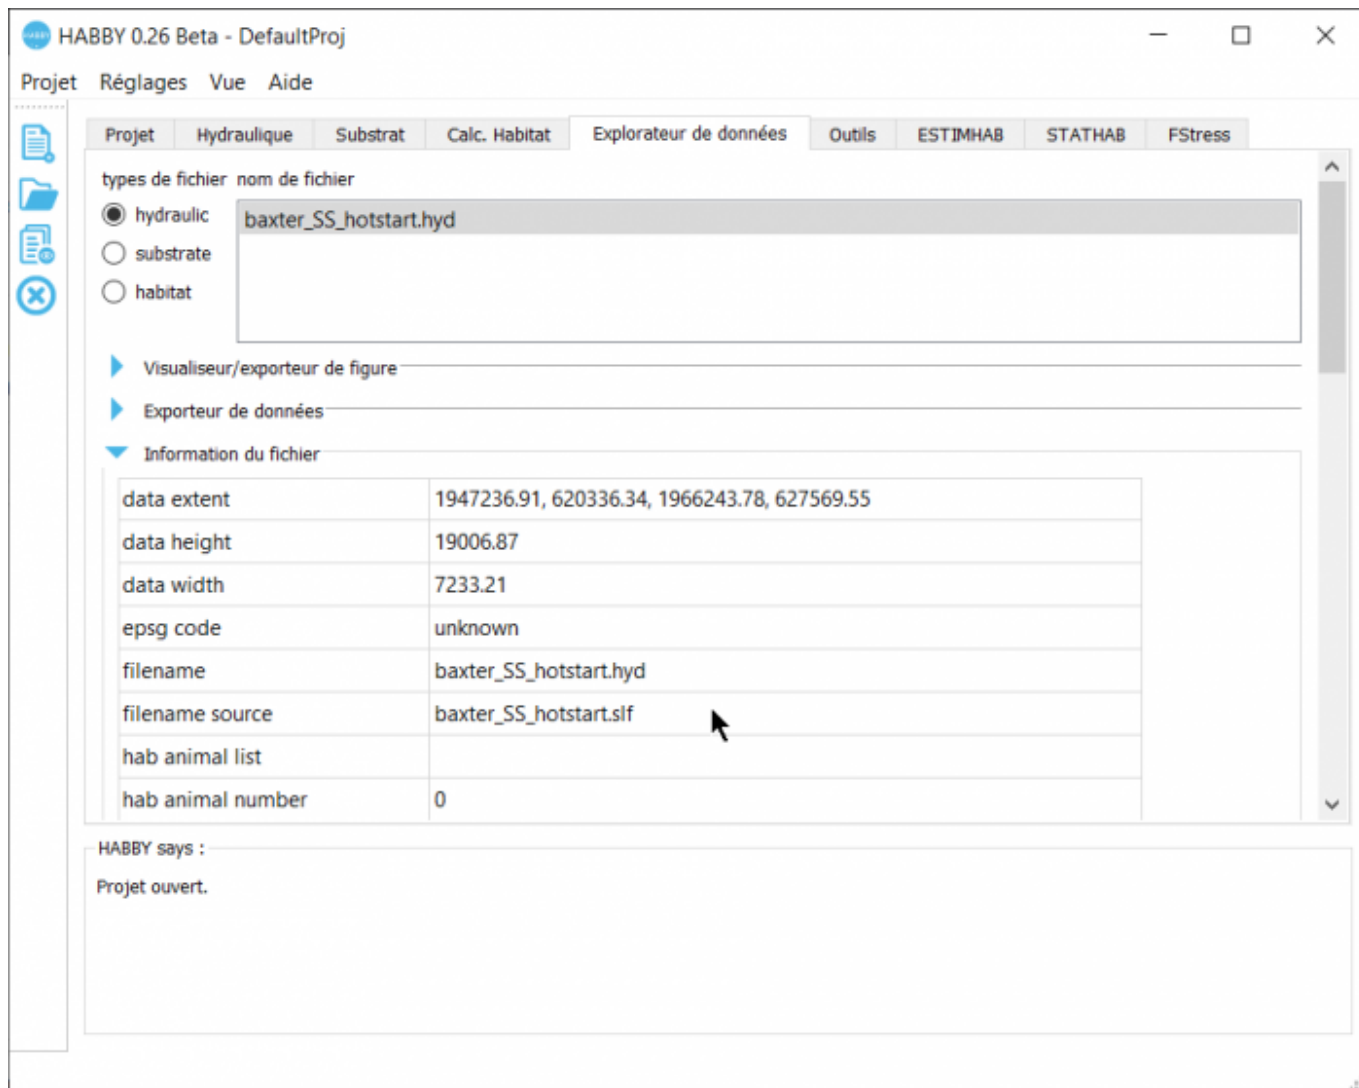 HABBY 0.26 Beta - DefaultProj
Projet Réglages Vue Aide
Projet Hydraulique Substrat Calc. Habitat Explorateur de données Outils ESTIMHAB STATHAB FStress
types de fichier nom de fichier
hydraulic baxter_SS_hotstart.hyd
substrate
habitat
Visualiseur/exporteur de figure
Exporteur de données
Information du fichier
data extent 1947236.91, 620336.34, 1966243.78, 627569.55
data height 19006.87
data width 7233.21
epsg code unknown
filename baxter_SS_hotstart.hyd
filename source baxter_SS_hotstart.slf
hab animal list
hab animal number 0
HABBY says :
Projet ouvert.